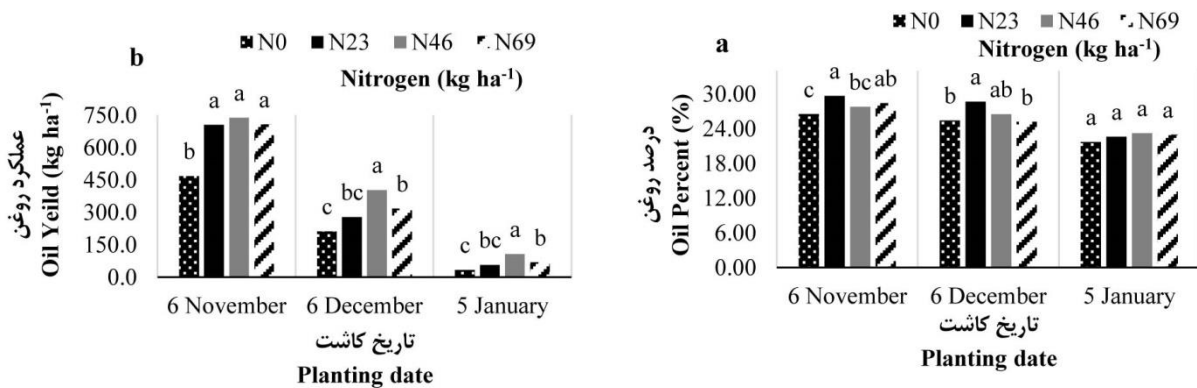 b
N0 N23 N46 N69
Nitrogen (kg ha-1)
عملکرد روغن
Oil Yeild (kg ha-1)
750.0
600.0
450.0
300.0
150.0
0.0
b a a a
c bc a b
c bc a b
6 November 6 December 5 January
تاریخ کاشت
Planting date
a
N0 N23 N46 N69
Nitrogen (kg ha-1)
درصد روغن
Oil Percent (%)
30.00
24.00
18.00
12.00
6.00
0.00
c a bc ab
b a ab b
a a a a
6 November 6 December 5 January
تاریخ کاشت
Planting date